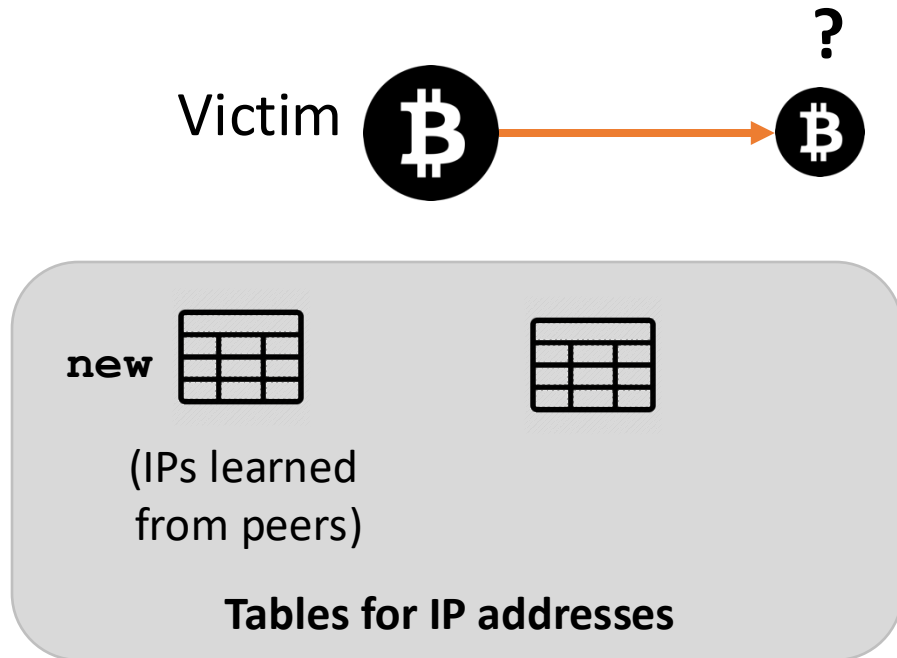 ?
Victim
new
(IPs learned
from peers)
Tables for IP addresses